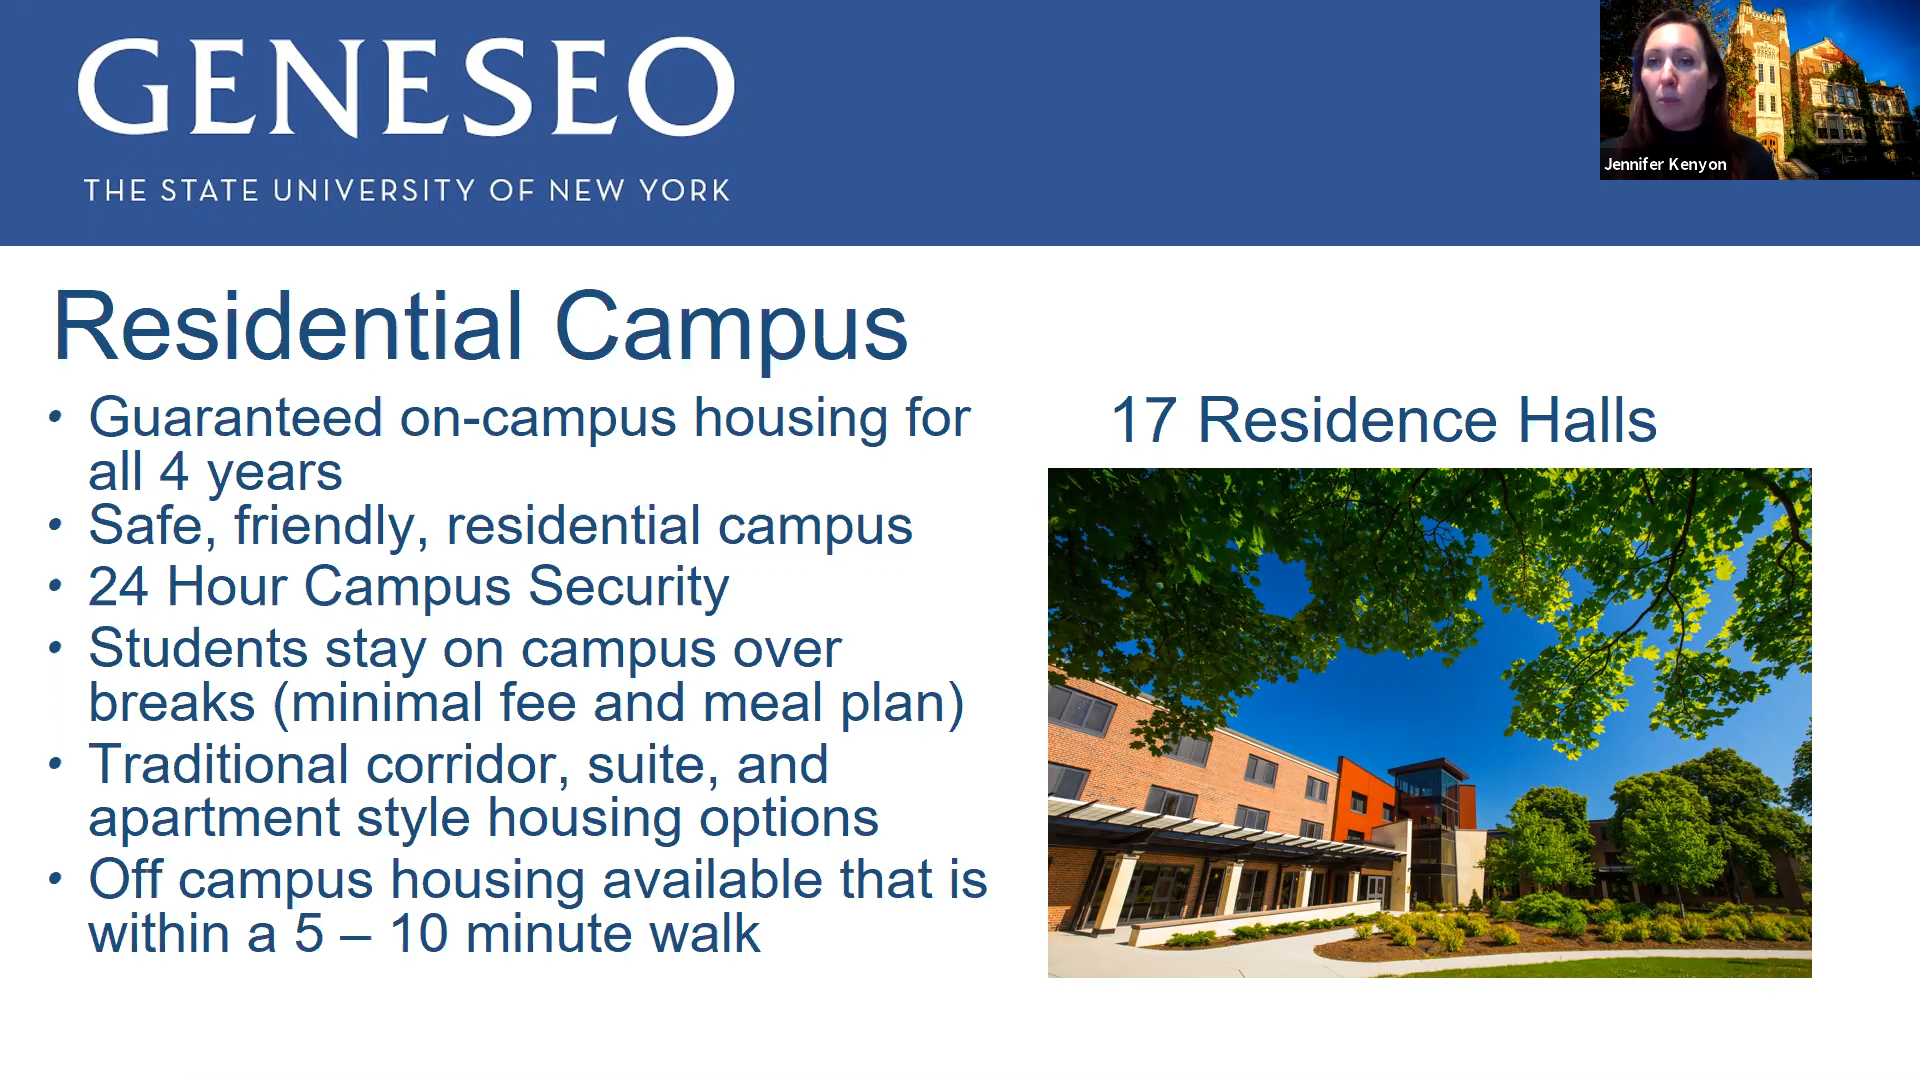 GENESEO
THE STATE UNIVERSITY OF NEW YORK
Jennifer Kenyon
Residential Campus
• Guaranteed on-campus housing for
all 4 years
• Safe, friendly, residential campus
• 24 Hour Campus Security
• Students stay on campus over
breaks (minimal fee and meal plan)
• Traditional corridor, suite, and
apartment style housing options
• Off campus housing available that is
within a 5 – 10 minute walk
17 Residence Halls